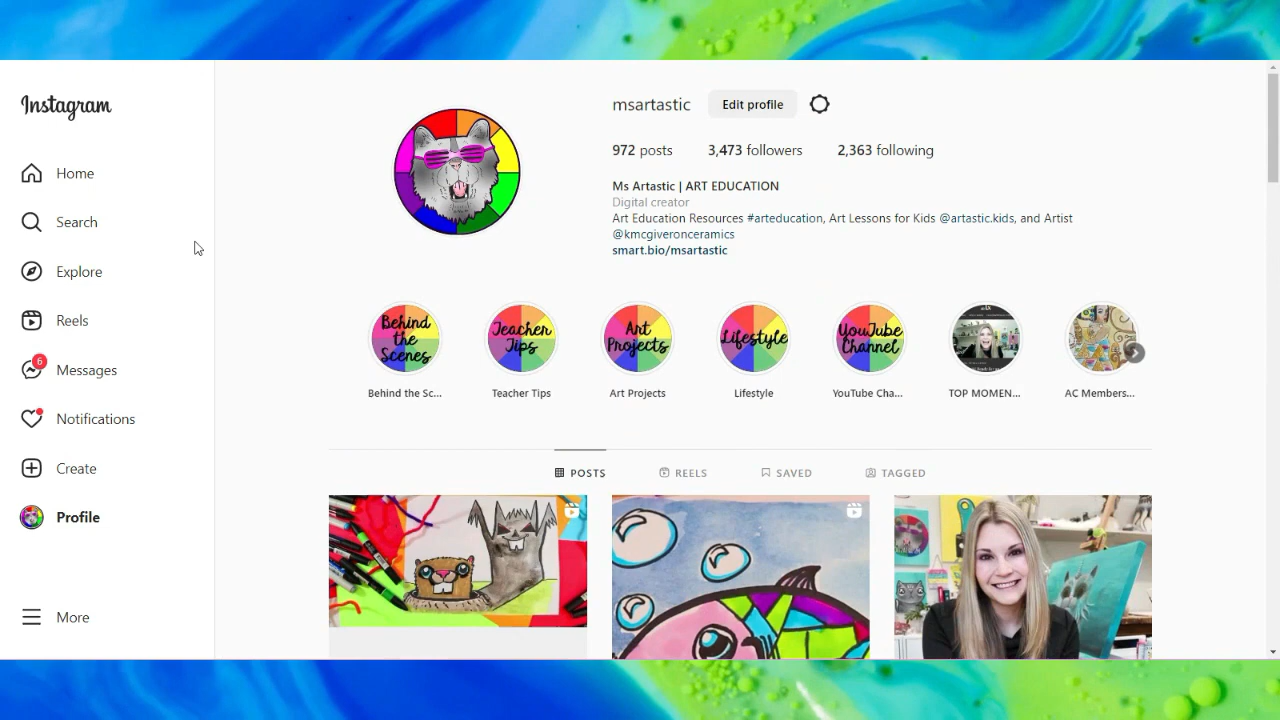 Instagram
Home
Search
Explore
Reels
6
Messages
Notifications
Create
Profile
More
msartastic Edit profile
972 posts 3,473 followers 2,363 following
Ms Artastic | ART EDUCATION
Digital creator
Art Education Resources #arteducation, Art Lessons for Kids @artastic.kids, and Artist
@kmcgiveronceramics
smart.bio/msartastic
Behind
the
Scenes
Teacher
Tips
Art
Projects
Lifestyle
YouTube
Channel
Behind the Sc... Teacher Tips Art Projects Lifestyle YouTube Cha... TOP MOMEN... AC Members...
POSTS REELS SAVED TAGGED